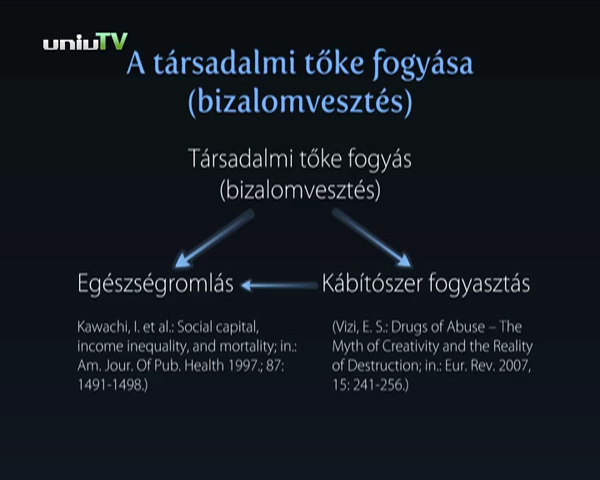 uniuTV
A társadalmi tőke fogyása
(bizalomvesztés)
Társadalmi tőke fogyás
(bizalomvesztés)
Egészségromlás
Kábítószer fogyasztás
Kawachi, I. et al.: Social capital,
income inequality, and mortality; in.:
Am. Jour. Of Pub. Health 1997.; 87:
1491-1498.)
(Vizi, E. S.: Drugs of Abuse – The
Myth of Creativity and the Reality
of Destruction; in.: Eur. Rev. 2007,
15: 241-256.)